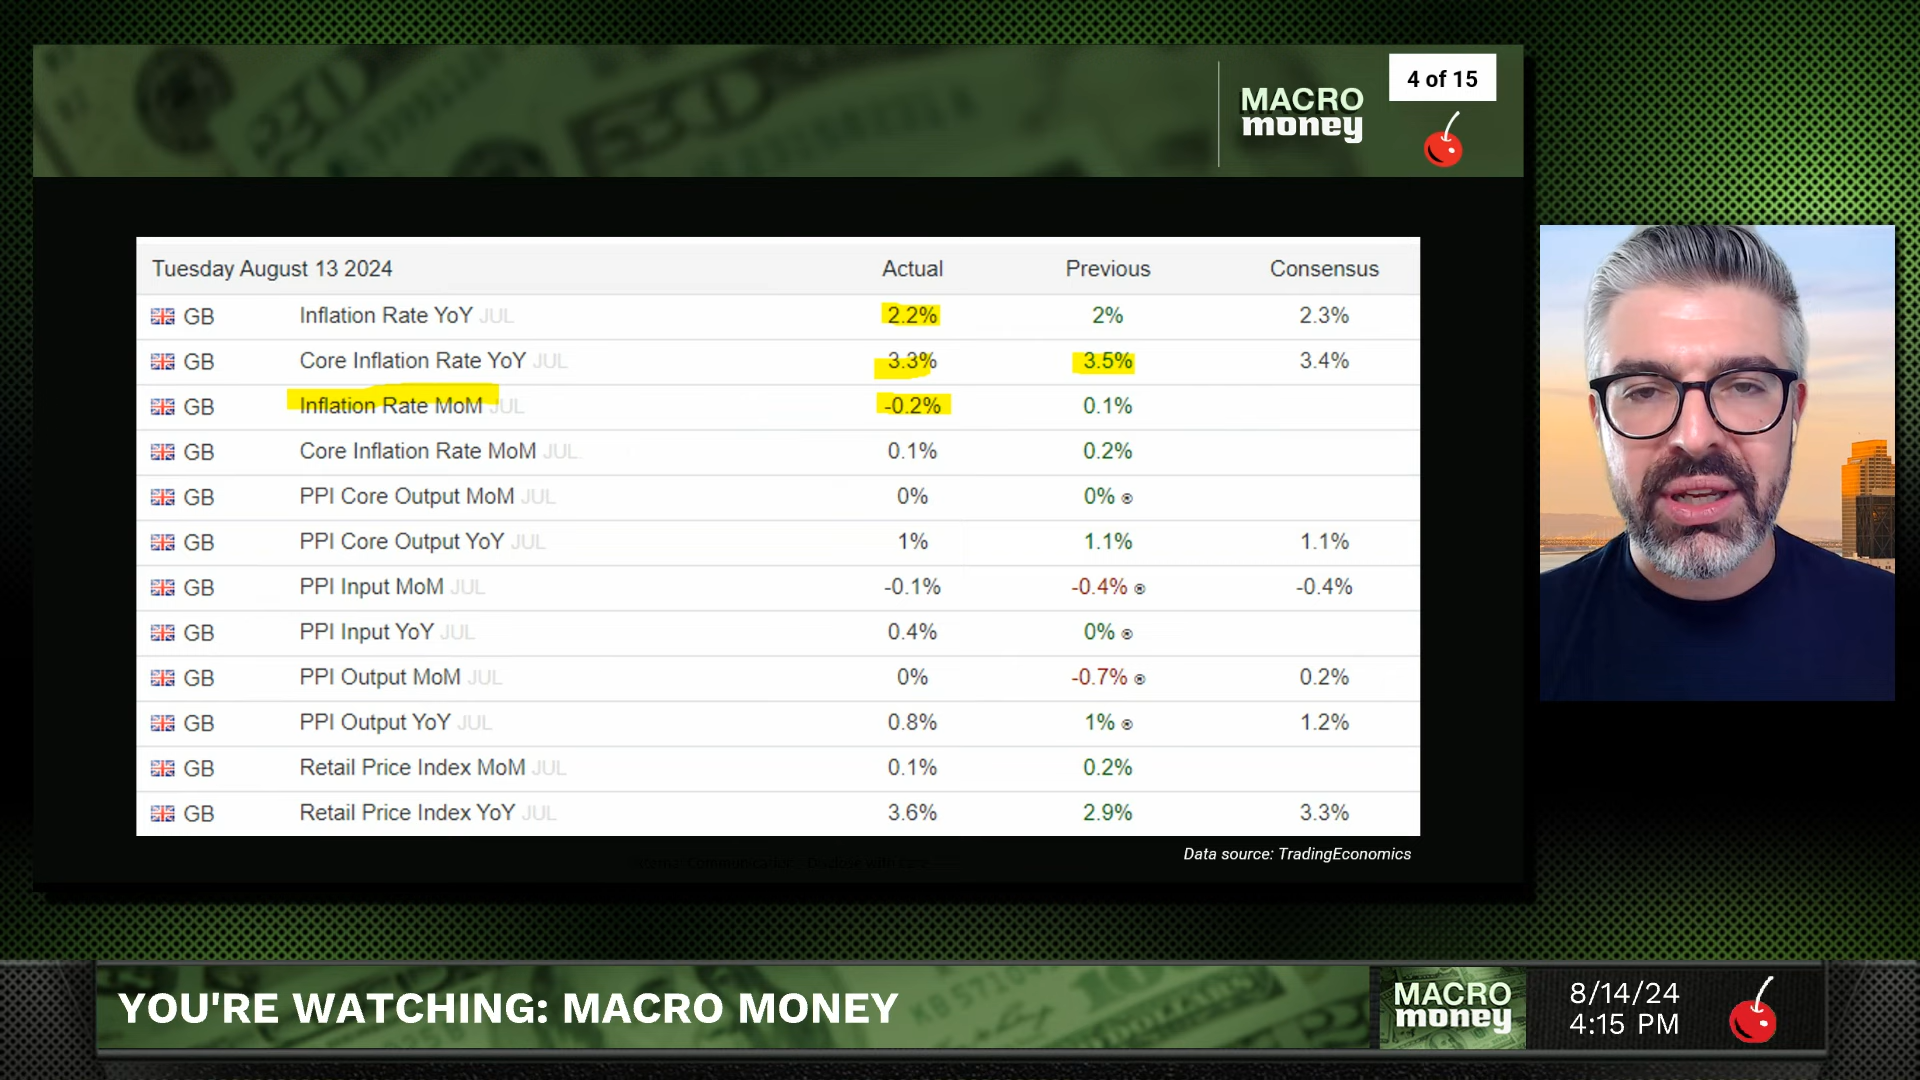 MACRO
money
4 of 15
Tuesday August 13 2024 Actual Previous Consensus
GB Inflation Rate YoY JUL 2.2% 2% 2.3%
GB Core Inflation Rate YoY JUL 3.3% 3.5% 3.4%
GB Inflation Rate MoM JUL -0.2% 0.1%
GB Core Inflation Rate MoM JUL 0.1% 0.2%
GB PPI Core Output MoM JUL 0% 0% ®
GB PPI Core Output YoY JUL 1% 1.1% 1.1%
GB PPI Input MoM JUL -0.1% -0.4% ® -0.4%
GB PPI Input YoY JUL 0.4% 0% ®
GB PPI Output MoM JUL 0% -0.7% ® 0.2%
GB PPI Output YoY JUL 0.8% 1% ® 1.2%
GB Retail Price Index MoM JUL 0.1% 0.2%
GB Retail Price Index YoY JUL 3.6% 2.9% 3.3%
Data source: TradingEconomics
YOU'RE WATCHING: MACRO MONEY
MACRO
money
8/14/24
4:15 PM